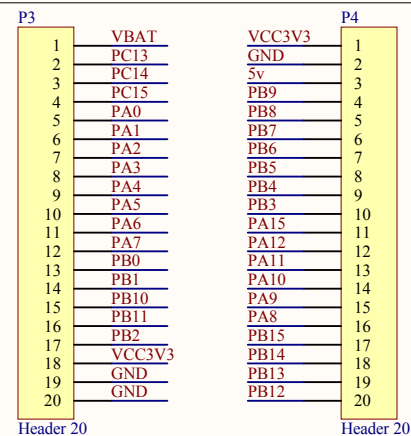 P3 P4
1 VBAT VCC3V3 1
2 PC13 GND 2
3 PC14 5v 3
4 PC15 PB9 4
5 PA0 PB8 5
6 PA1 PB7 6
7 PA2 PB6 7
8 PA3 PB5 8
9 PA4 PB4 9
10 PA5 PB3 10
11 PA6 PA15 11
12 PA7 PA12 12
13 PB0 PA11 13
14 PB1 PA10 14
15 PB10 PA9 15
16 PB11 PA8 16
17 PB2 PB15 17
18 VCC3V3 PB14 18
19 GND PB13 19
20 GND PB12 20
Header 20 Header 20